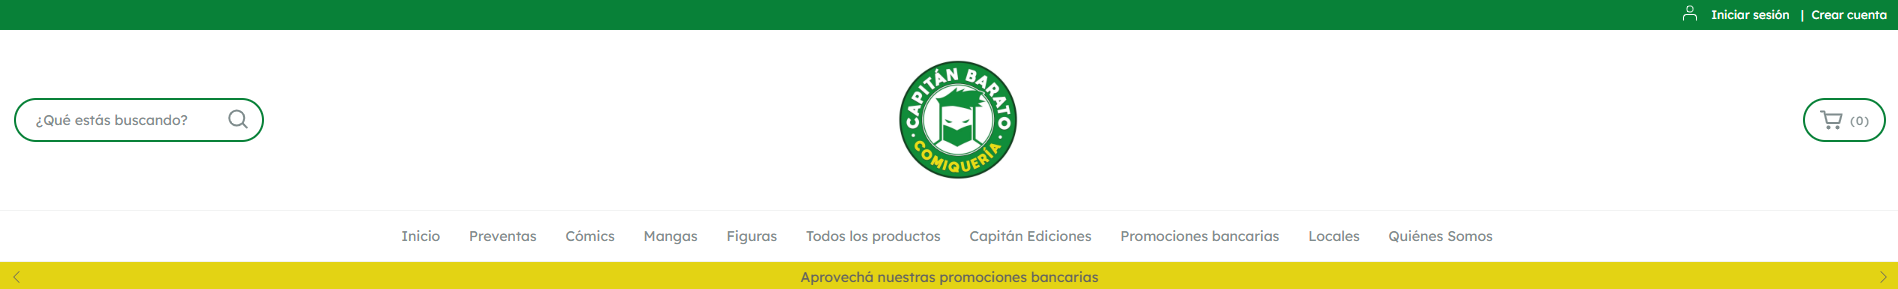 Iniciar sesión | Crear cuenta
¿Qué estás buscando?
CAPITÁN BARATO
COMIQUERÍA
(0)
Inicio Preventas Cómics Mangas Figuras Todos los productos Capitán Ediciones Promociones bancarias Locales Quiénes Somos
Aprovechá nuestras promociones bancarias